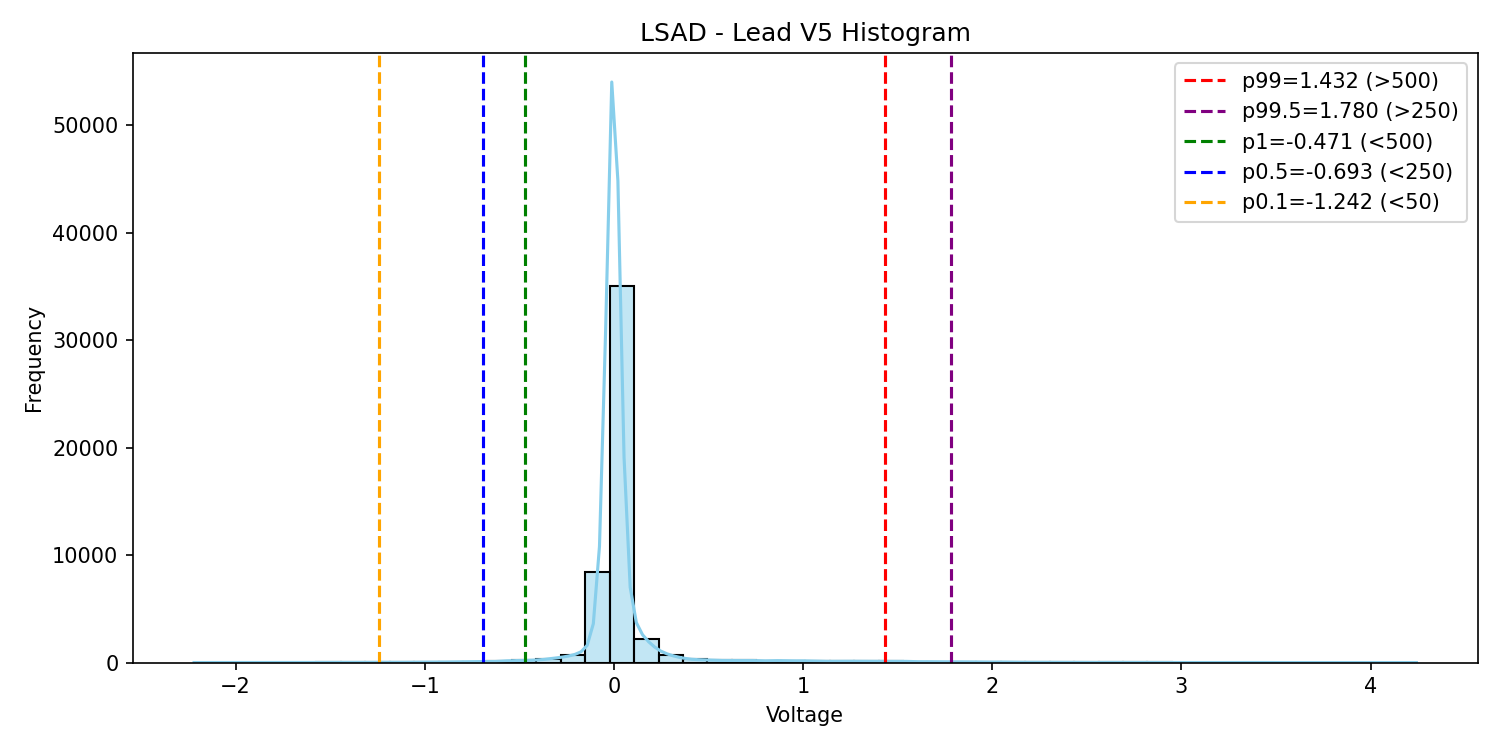 LSAD - Lead V5 Histogram
p99=1.432 (>500)
p99.5=1.780 (>250)
p1=-0.471 (<500)
p0.5=-0.693 (<250)
p0.1=-1.242 (<50)
Frequency
50000
40000
30000
20000
10000
0
−2 −1 0 1 2 3 4
Voltage